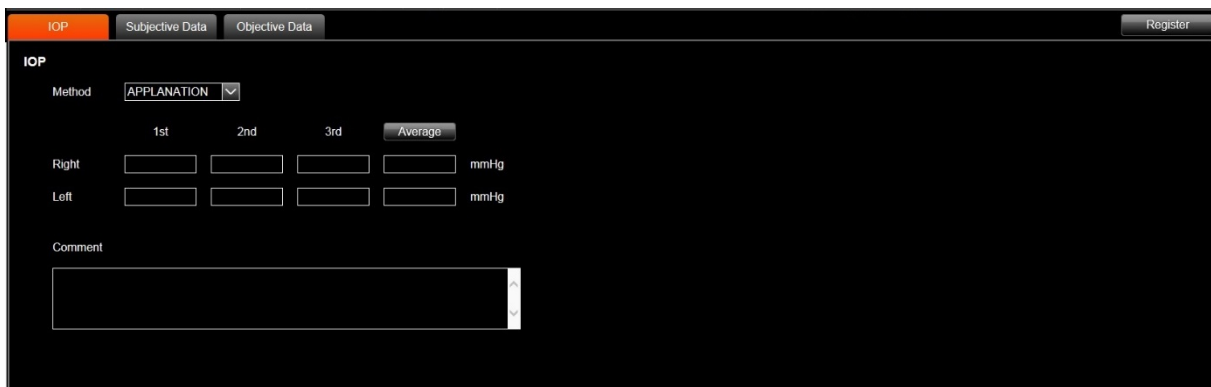 IOP Subjective Data Objective Data Register
IOP
Method APPLANATION
1st 2nd 3rd Average
Right mmHg
Left mmHg
Comment